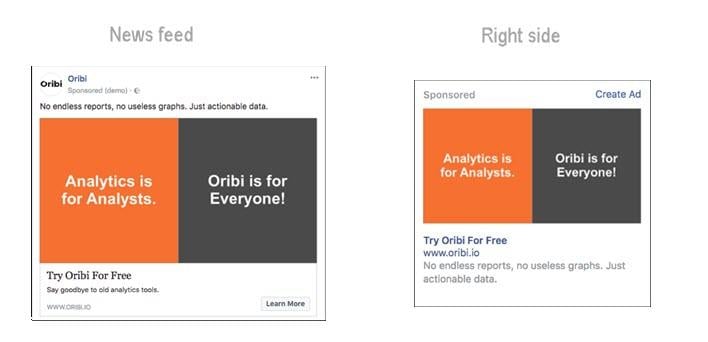 News feed
Oribi
Oribi
Sponsored (demo) ·
No endless reports, no useless graphs. Just actionable data.
Analytics is
for Analysts.
Oribi is for
Everyone!
Try Oribi For Free
Say goodbye to old analytics tools.
WWW.ORIBI.IO
Learn More
Right side
Sponsored
Create Ad
Analytics is
for Analysts.
Oribi is for
Everyone!
Try Oribi For Free
www.oribi.io
No endless reports, no useless graphs. Just
actionable data.